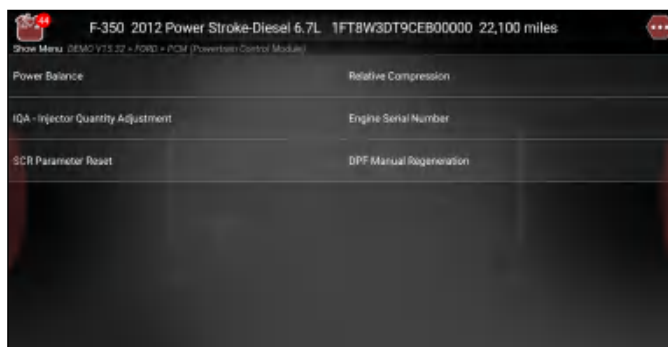 44
F-350 2012 Power Stroke-Diesel 6.7L 1FT8W3DT9CEB00000 22,100 miles
Show Menu DEMO V15.32 » FORD » PCM (Powertrain Control Module)
Power Balance
Relative Compression
IQA - Injector Quantity Adjustment
Engine Serial Number
SCR Parameter Reset
DPF Manual Regeneration